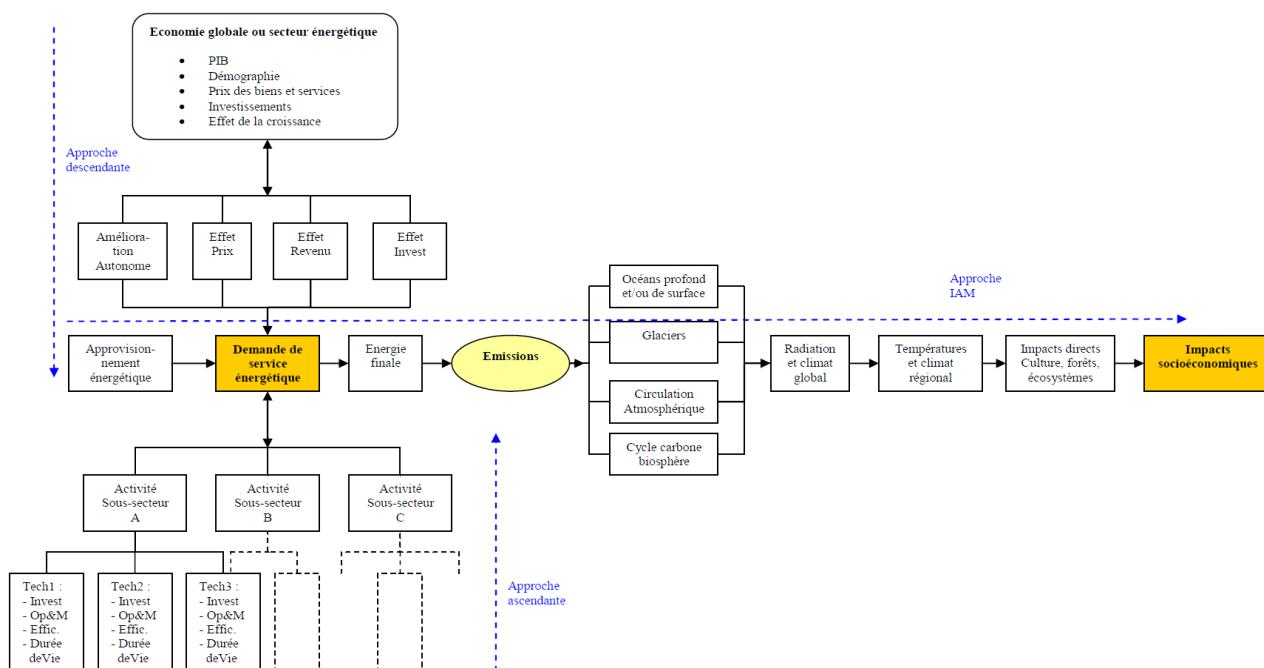 Economie globale ou secteur énergétique
• PIB
• Démographie
• Prix des biens et services
• Investissements
• Effet de la croissance
Approche
descendante
Améliora-
tion
Autonome
Effet
Prix
Effet
Revenu
Effet
Invest
Océans profond
et/ou de surface
Approche
IAM
Approvision-
nement
énergétique
Demande de
service
énergétique
Energie
finale
Emissions
Glaciers
Circulation
Atmosphérique
Cycle carbone
biosphère
Radiation
et climat
global
Températures
et climat
régional
Impacts directs
Culture, forêts,
écosystèmes
Impacts
socioéconomiques
Activité
Sous-secteur
A
Activité
Sous-secteur
B
Activité
Sous-secteur
C
Tech1 :
- Invest
- Op&M
- Effic.
- Durée
deVie
Tech2 :
- Invest
- Op&M
- Effic.
- Durée
deVie
Tech3 :
- Invest
- Op&M
- Effic.
- Durée
deVie
Approche
ascendante